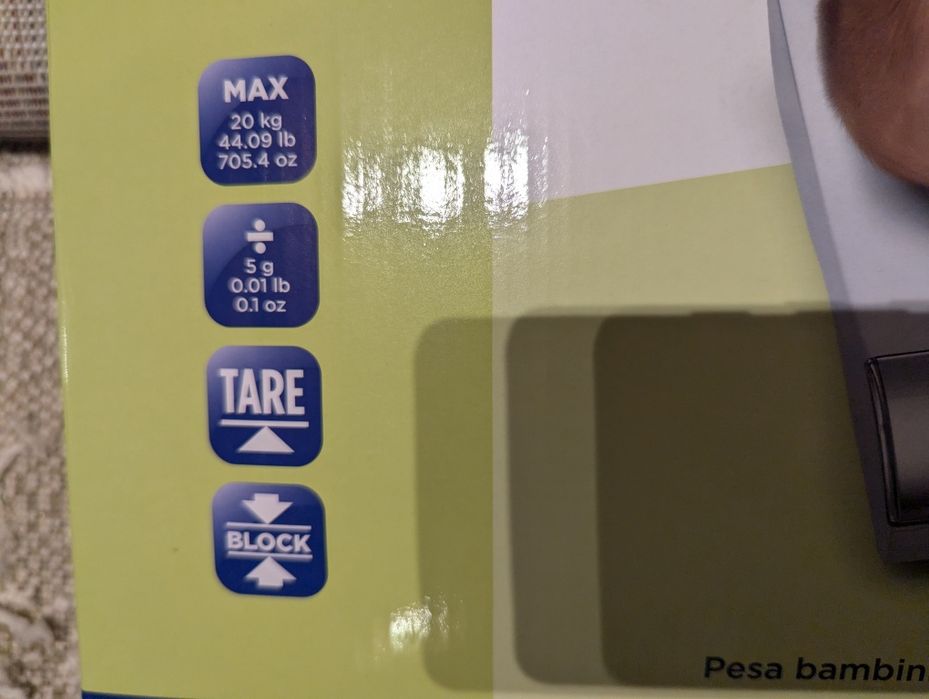 MAX
20 kg
44.09 lb
705.4 oz
÷
5 g
0.01 lb
0.1 oz
TARE
BLOCK
Pesa bambin